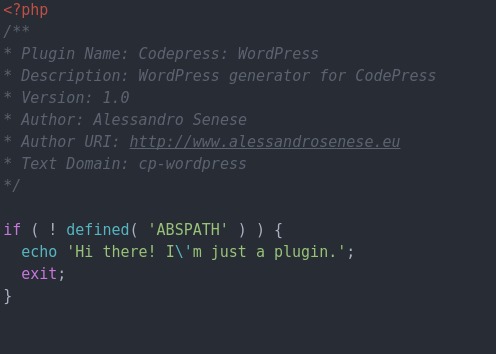 <?php
/**
* Plugin Name: Codepress: WordPress
* Description: WordPress generator for CodePress
* Version: 1.0
* Author: Alessandro Senese
* Author URI: http://www.alessandrosenese.eu
* Text Domain: cp-wordpress
*/
if ( ! defined( 'ABSPATH' ) ) {
echo 'Hi there! I\'m just a plugin.';
exit;
}